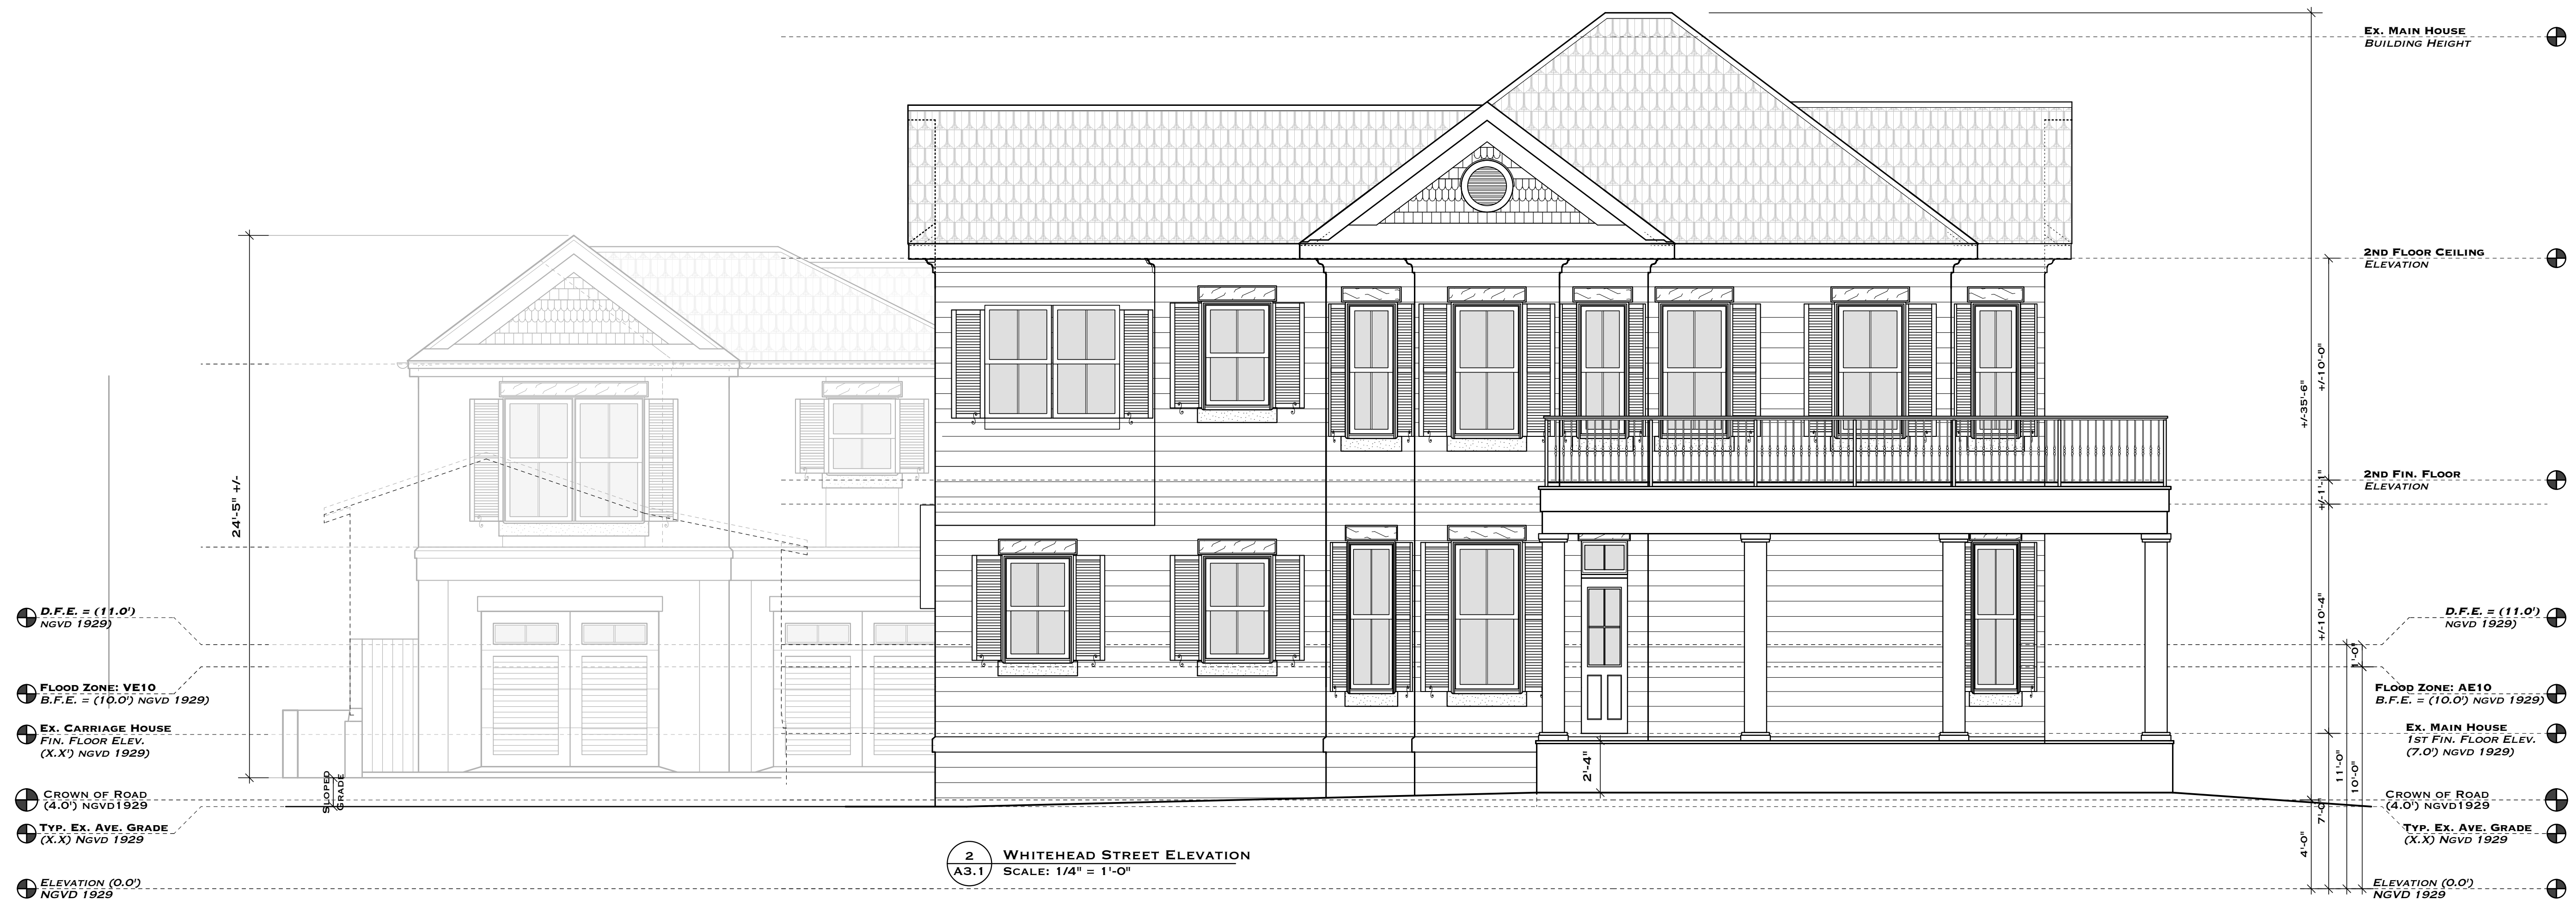 Ex. Main House
Building Height
2nd Floor Ceiling
Elevation
2nd Fin. Floor
Elevation
+/-35'-6"
+/-10'-0"
+/-1'-1"
+/-10'-4"
24'-5" +/-
D.F.E. = (11.0')
NGVD 1929)
Flood Zone: VE10
B.F.E. = (10.0') NGVD 1929)
Ex. Carriage House
Fin. Floor Elev.
(X.X') NGVD 1929)
Crown of Road
(4.0') NGVD1929
Typ. Ex. Ave. Grade
(X.X) NGVD 1929
Elevation (0.0')
NGVD 1929
Sloped
Grade
2'-4"
D.F.E. = (11.0')
NGVD 1929)
Flood Zone: AE10
B.F.E. = (10.0') NGVD 1929)
Ex. Main House
1st Fin. Floor Elev.
(7.0') NGVD 1929)
Crown of Road
(4.0') NGVD1929
Typ. Ex. Ave. Grade
(X.X) NGVD 1929
Elevation (0.0')
NGVD 1929
1'-0"
11'-0"
10'-0"
7'-0"
4'-0"
2
A3.1
Whitehead Street Elevation
Scale: 1/4" = 1'-0"